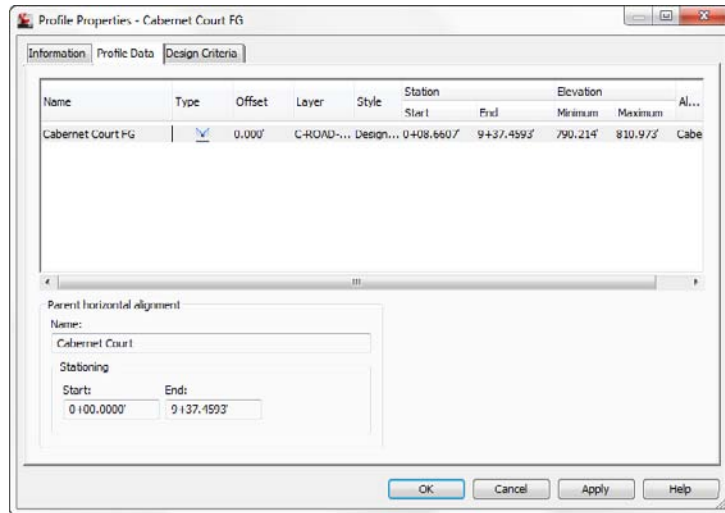 Profile Properties - Cabernet Court FG
Information Profile Data Design Criteria
Name Type Offset Layer Style Station Elevation Al...
Start End Minimum Maximum
Cabernet Court FG 0.000' C-ROAD-... Design... 0+08.6607' 9+37.4593' 790.214' 810.973' Cabe
Parent horizontal alignment
Name:
Cabernet Court
Stationing
Start: End:
0+00.0000' 9+37.4593'
OK Cancel Apply Help